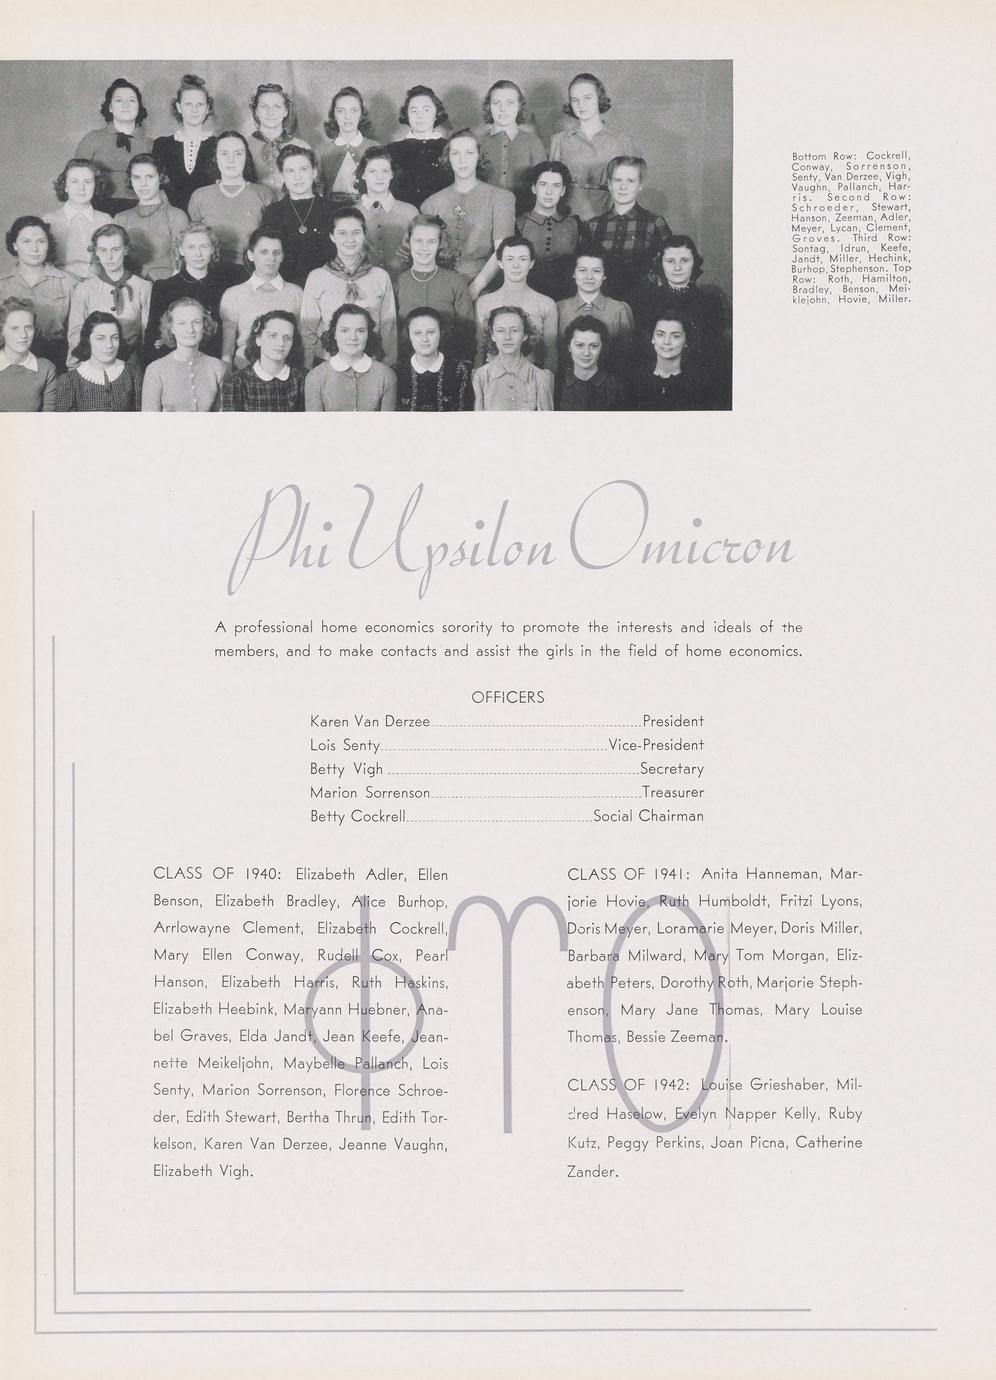 Bottom Row: Cockrell,
Conway, Sorrenson,
Senty, Van Derzee, Vigh,
Vaughn, Pallanch, Har-
ris. Second Row:
Schroeder, Stewart,
Hanson, Zeeman, Adler,
Meyer, Lycan, Clement,
Groves. Third Row:
Sontag, Idrun, Keefe,
Jandt, Miller, Hechink,
Burhop, Stephenson. Top
Row: Roth, Hamilton,
Bradley, Benson, Mei-
klejohn, Hovie, Miller.
Phi Upsilon Omicron
A professional home economics sorority to promote the interests and ideals of the
members, and to make contacts and assist the girls in the field of home economics.
OFFICERS
Karen Van Derzee President
Lois Senty Vice-President
Betty Vigh Secretary
Marion Sorrenson Treasurer
Betty Cockrell Social Chairman
CLASS OF 1940: Elizabeth Adler, Ellen
Benson, Elizabeth Bradley, Alice Burhop,
Arrlowayne Clement, Elizabeth Cockrell,
Mary Ellen Conway, Rudell Cox, Pearl
Hanson, Elizabeth Harris, Ruth Haskins,
Elizabeth Heebink, Maryann Huebner, Ana-
bel Graves, Elda Jandt, Jean Keefe, Jean-
nette Meikeljohn, Maybelle Pallanch, Lois
Senty, Marion Sorrenson, Florence Schroe-
der, Edith Stewart, Bertha Thrun, Edith Tor-
kelson, Karen Van Derzee, Jeanne Vaughn,
Elizabeth Vigh.
CLASS OF 1941: Anita Hanneman, Mar-
jorie Hovie, Ruth Humboldt, Fritzi Lyons,
Doris Meyer, Loramarie Meyer, Doris Miller,
Barbara Milward, Mary Tom Morgan, Eliz-
abeth Peters, Dorothy Roth, Marjorie Steph-
enson, Mary Jane Thomas, Mary Louise
Thomas, Bessie Zeeman.
CLASS OF 1942: Louise Grieshaber, Mil-
dred Haselow, Evelyn Napper Kelly, Ruby
Kutz, Peggy Perkins, Joan Picna, Catherine
Zander.
ΦΥΟ